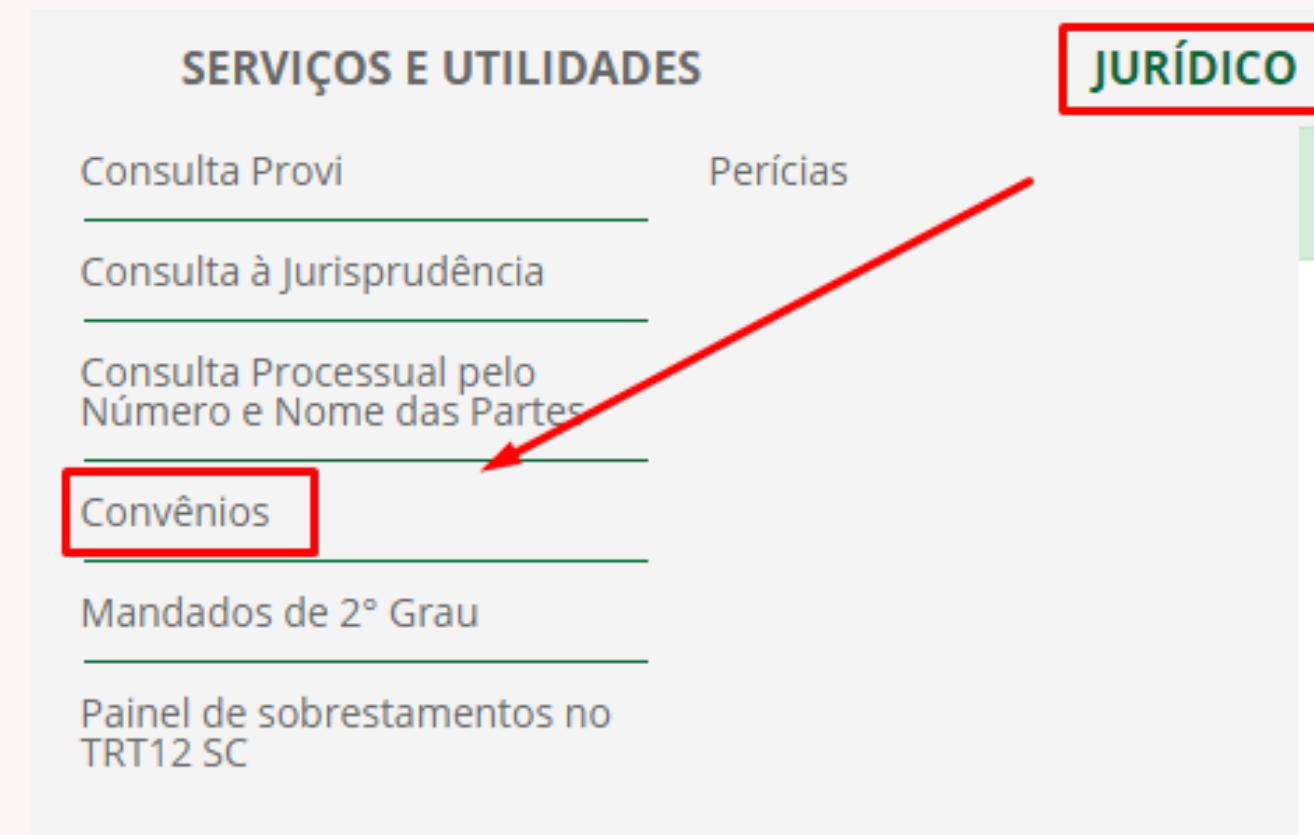 SERVIÇOS E UTILIDADES
JURÍDICO
Consulta Provi
Perícias
Consulta à Jurisprudência
Consulta Processual pelo
Número e Nome das Partes
Convênios
Mandados de 2° Grau
Painel de sobrestamentos no
TRT12 SC